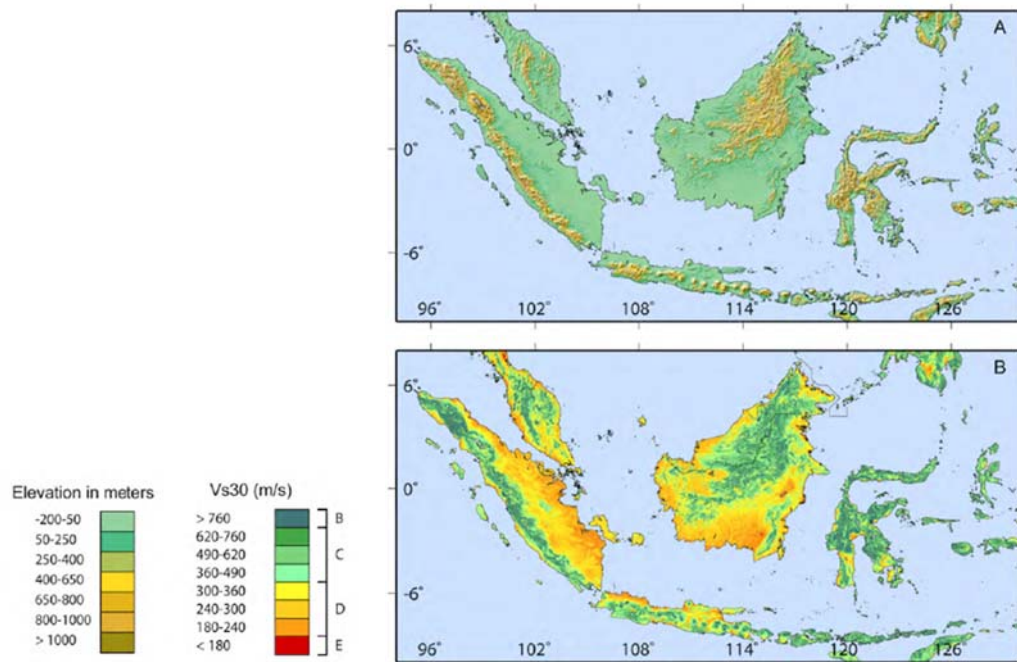 A
6°
0°
-6°
96° 102° 108° 114° 120° 126°
B
6°
0°
-6°
96° 102° 108° 114° 120° 126°
Elevation in meters
-200-50
50-250
250-400
400-650
650-800
800-1000
> 1000
Vs30 (m/s)
> 760
620-760
490-620
360-490
300-360
240-300
180-240
< 180
B
C
D
E